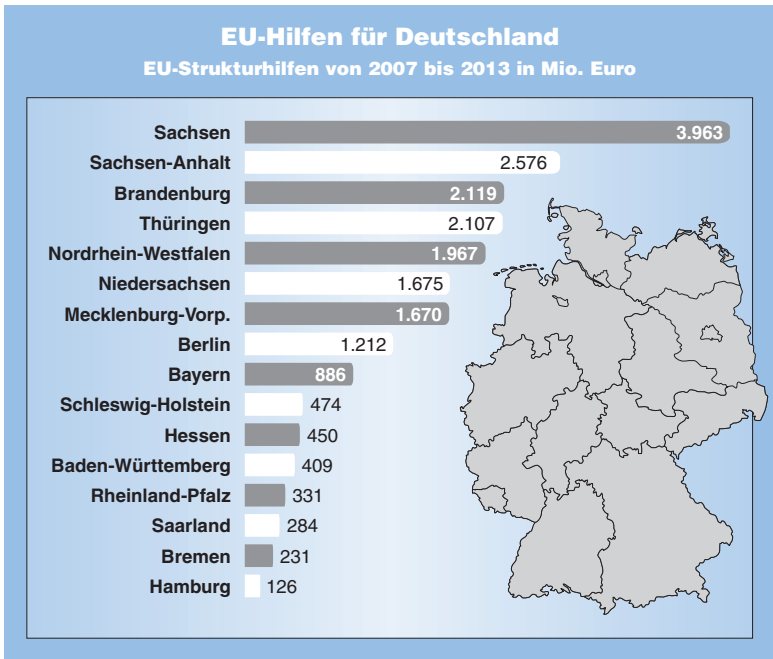 EU-Hilfen für Deutschland
EU-Strukturhilfen von 2007 bis 2013 in Mio. Euro
Sachsen 3.963
Sachsen-Anhalt 2.576
Brandenburg 2.119
Thüringen 2.107
Nordrhein-Westfalen 1.967
Niedersachsen 1.675
Mecklenburg-Vorp. 1.670
Berlin 1.212
Bayern 886
Schleswig-Holstein 474
Hessen 450
Baden-Württemberg 409
Rheinland-Pfalz 331
Saarland 284
Bremen 231
Hamburg 126